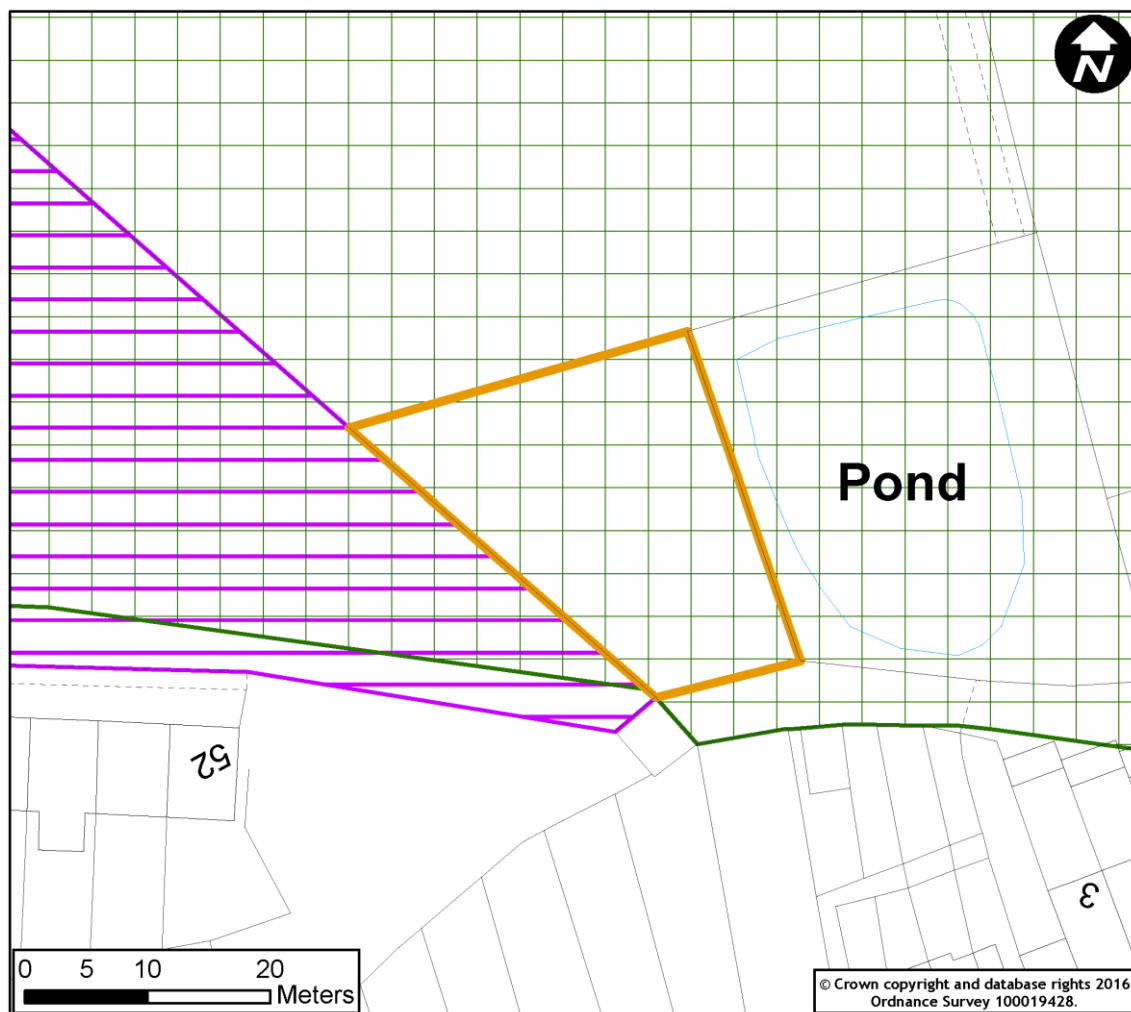 N
Pond
52
3
0 5 10 20
Meters
© Crown copyright and database rights 2016
Ordnance Survey 100019428.